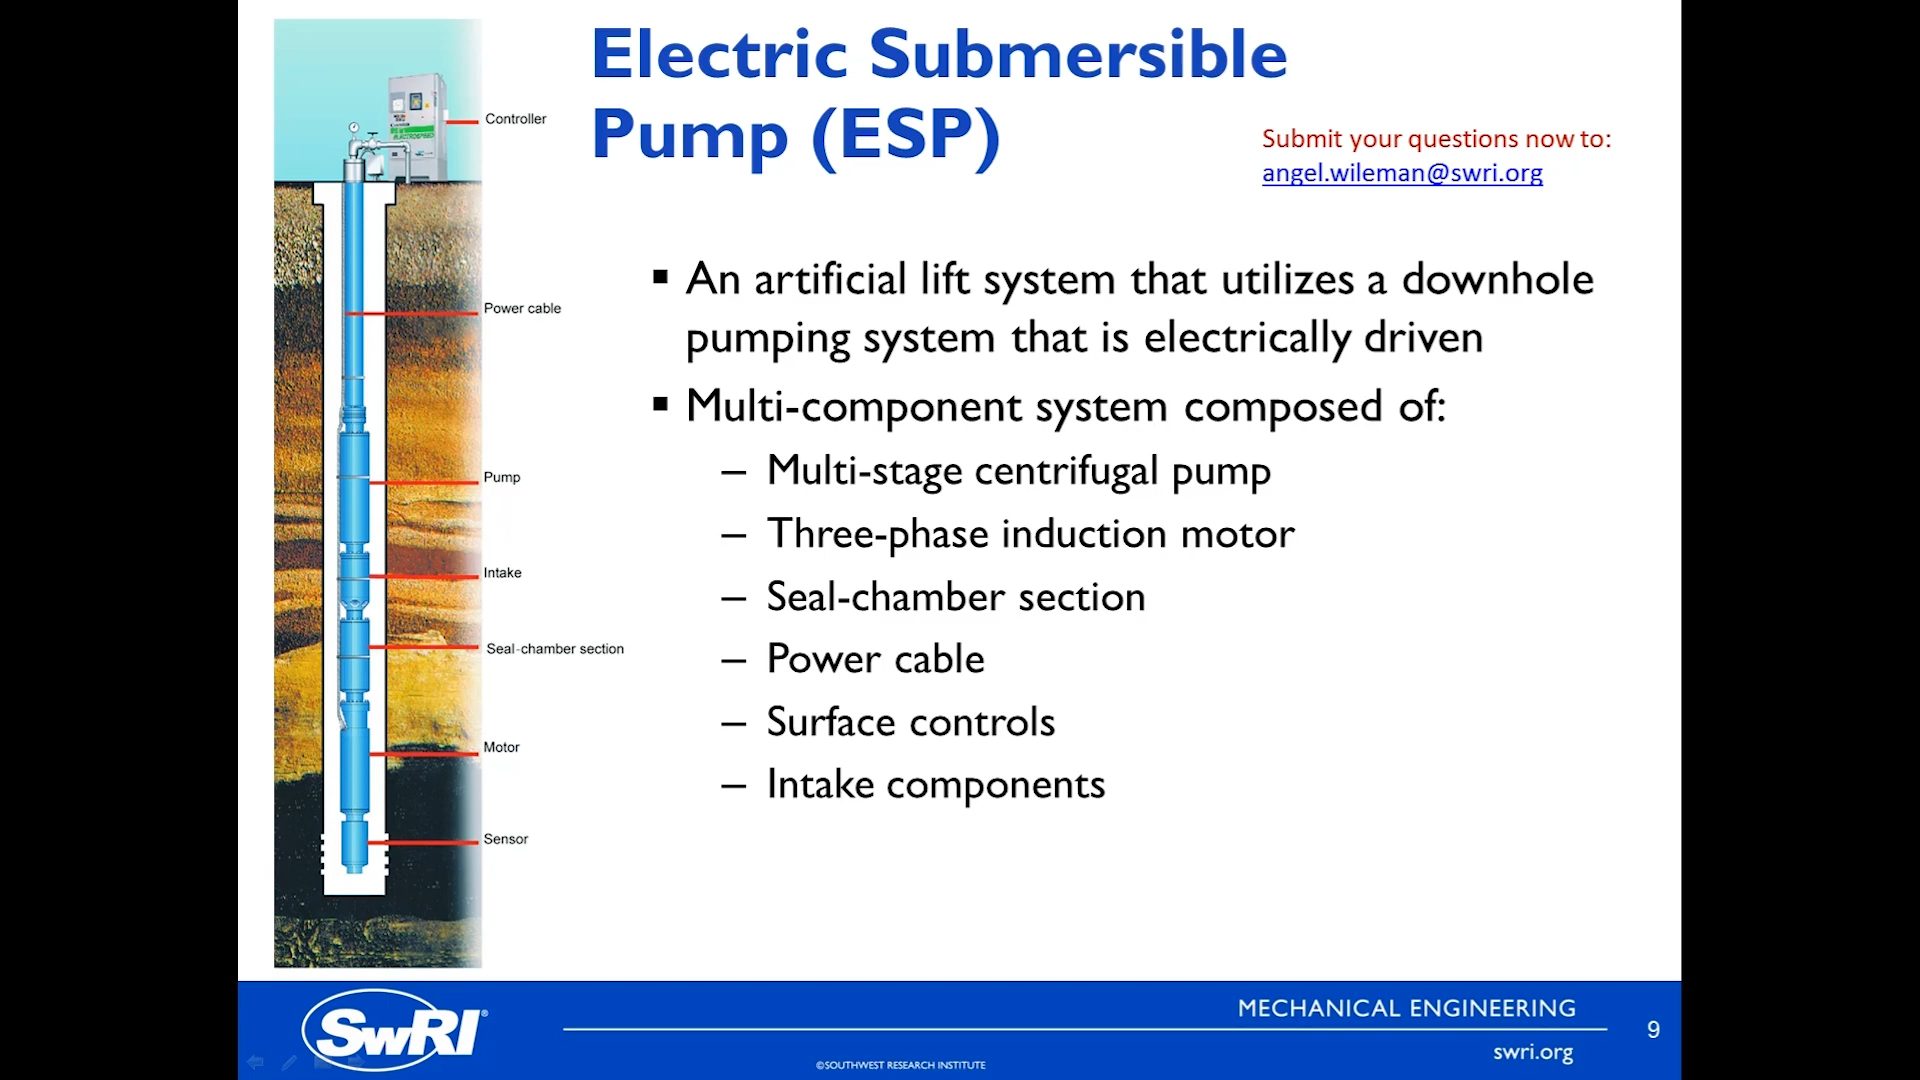 Electric Submersible
Pump (ESP)
Submit your questions now to:
angel.wileman@swri.org
Controller
Power cable
Pump
Intake
Seal-chamber section
Motor
Sensor
▪ An artificial lift system that utilizes a downhole
pumping system that is electrically driven
▪ Multi-component system composed of:
– Multi-stage centrifugal pump
– Three-phase induction motor
– Seal-chamber section
– Power cable
– Surface controls
– Intake components
SwRI®
MECHANICAL ENGINEERING
swri.org
9
©SOUTHWEST RESEARCH INSTITUTE